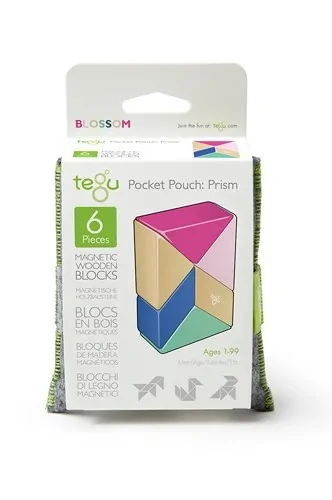 BLOSSOM
Join the fun at: tegu.com
tegu Pocket Pouch: Prism
6
Pieces
MAGNETIC
WOODEN
BLOCKS
MAGNETISCHE
HOLZBAUSTEINE
BLOCS
EN BOIS
MAGNÉTIQUES
BLOQUES
DE MADERA
MAGNÉTICOS
BLOCCHI
DI LEGNO
MAGNETICI
tegu
Ages 1-99